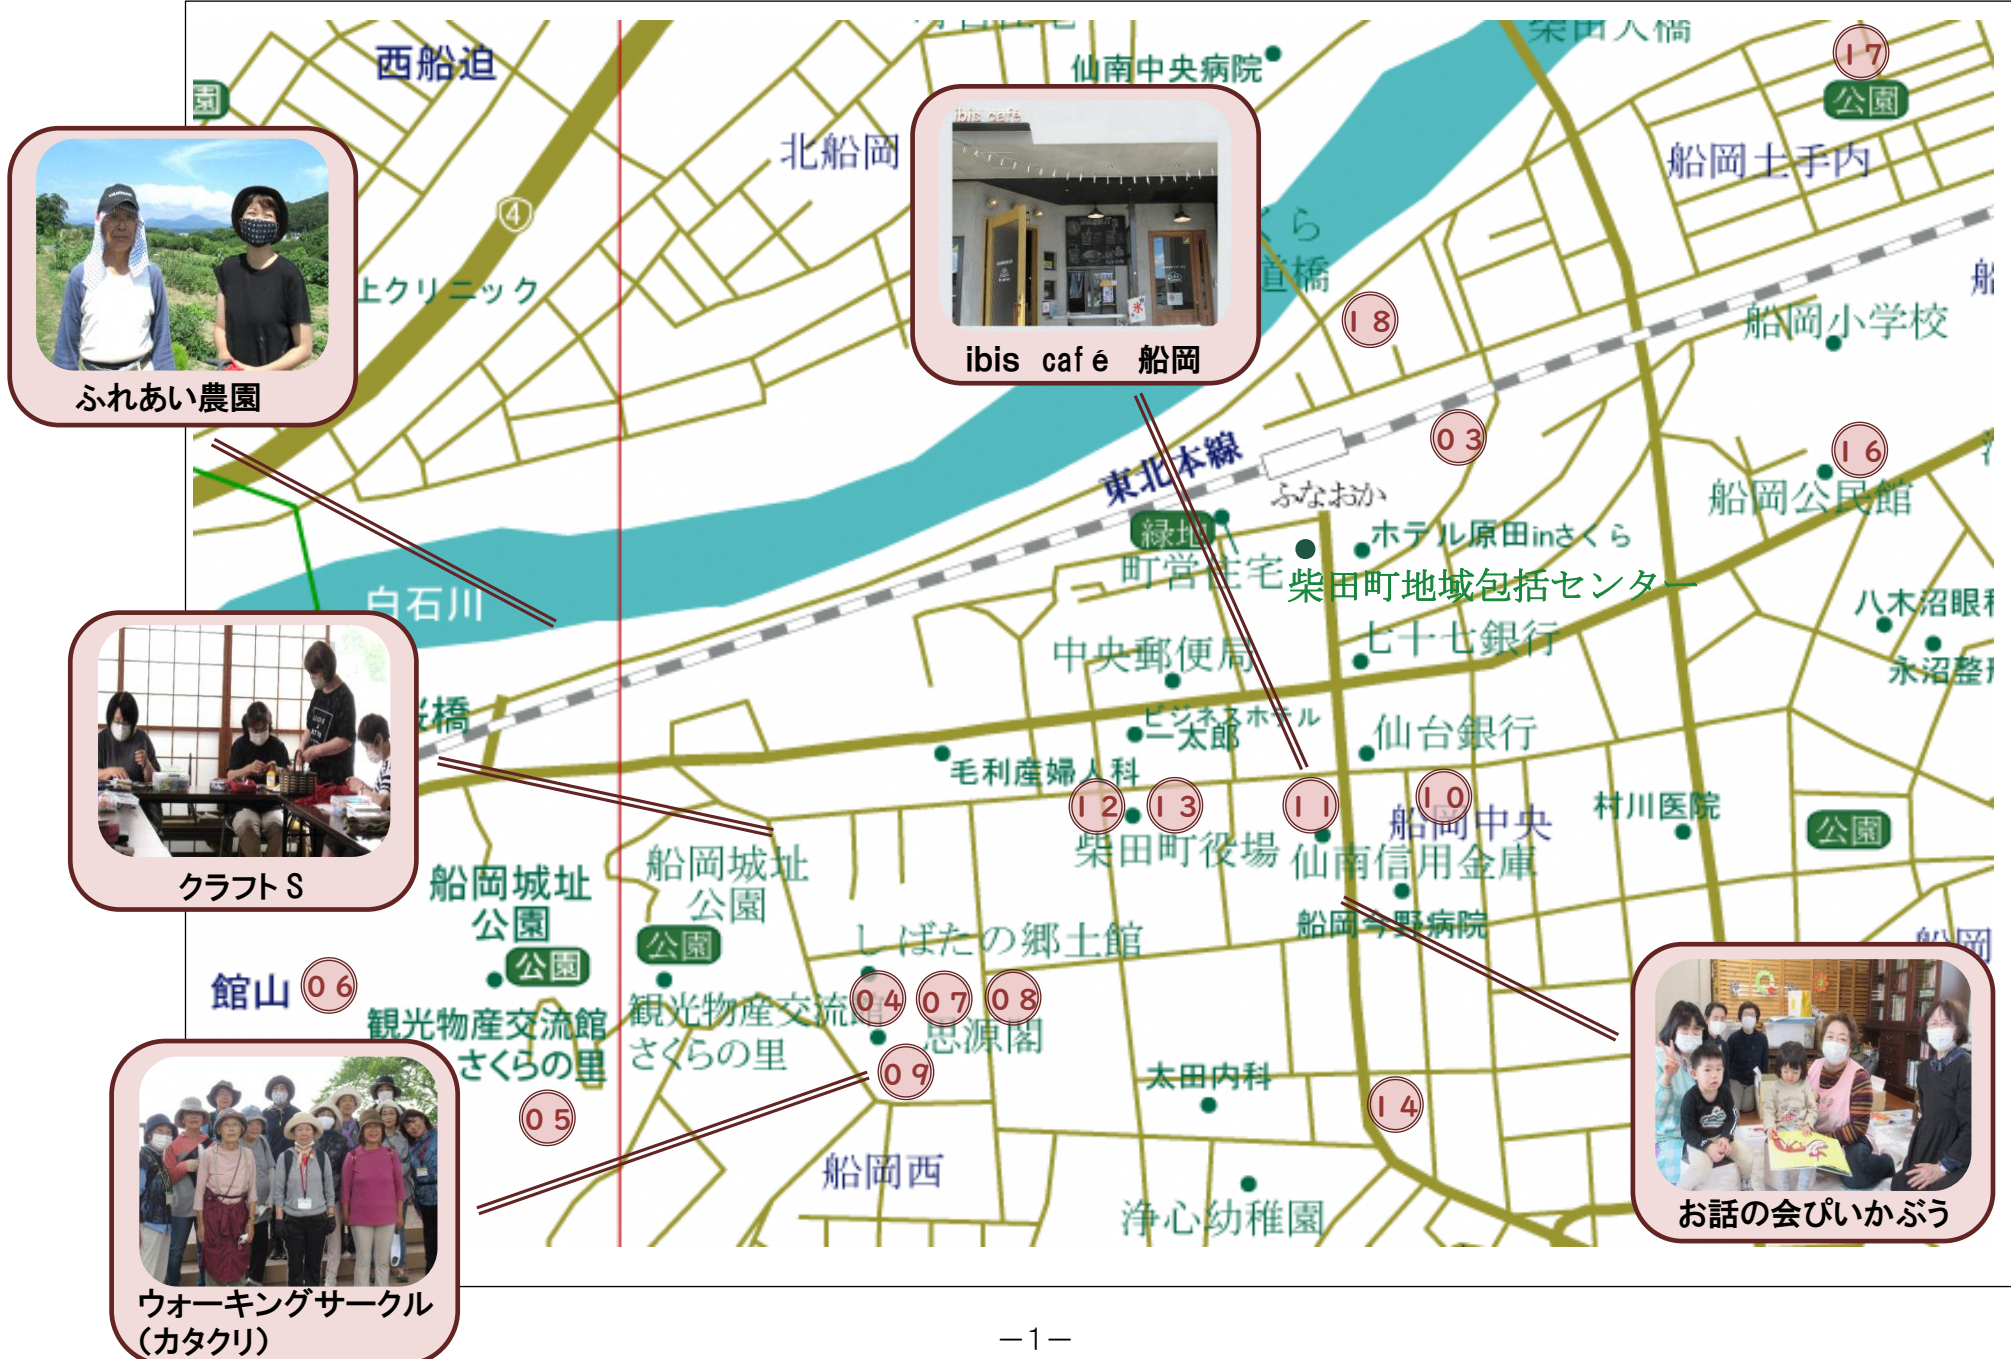 柴田大橋
西船迫
仙南中央病院
17
園
公園
ibis café
北船岡
船岡土手内
4
くら
道橋
上クリニック
船
船岡小学校
18
氷
ibis café 船岡
ふれあい農園
03
東北本線
16
ふなおか
船岡公民館
緑地
ホテル原田inさくら
町営住宅
柴田町地域包括センター
白石川
八木沼眼科
七十七銀行
中央郵便局
永沼整形
橋
ビジネスホテル
一太郎
仙台銀行
毛利産婦人科
12
13
11
10
村川医院
船岡中央
公園
柴田町役場
仙南信用金庫
クラフトS
船岡城址
公園
船岡城址
公園
船岡今野病院
しばたの郷土館
公園
公園
船岡
館山
06
04
07
08
観光物産交流館
さくらの里
観光物産交流館
さくらの里
思源閣
09
太田内科
05
14
船岡西
浄心幼稚園
お話の会ぴいかぶう
ウォーキングサークル
（カタクリ）
－1－